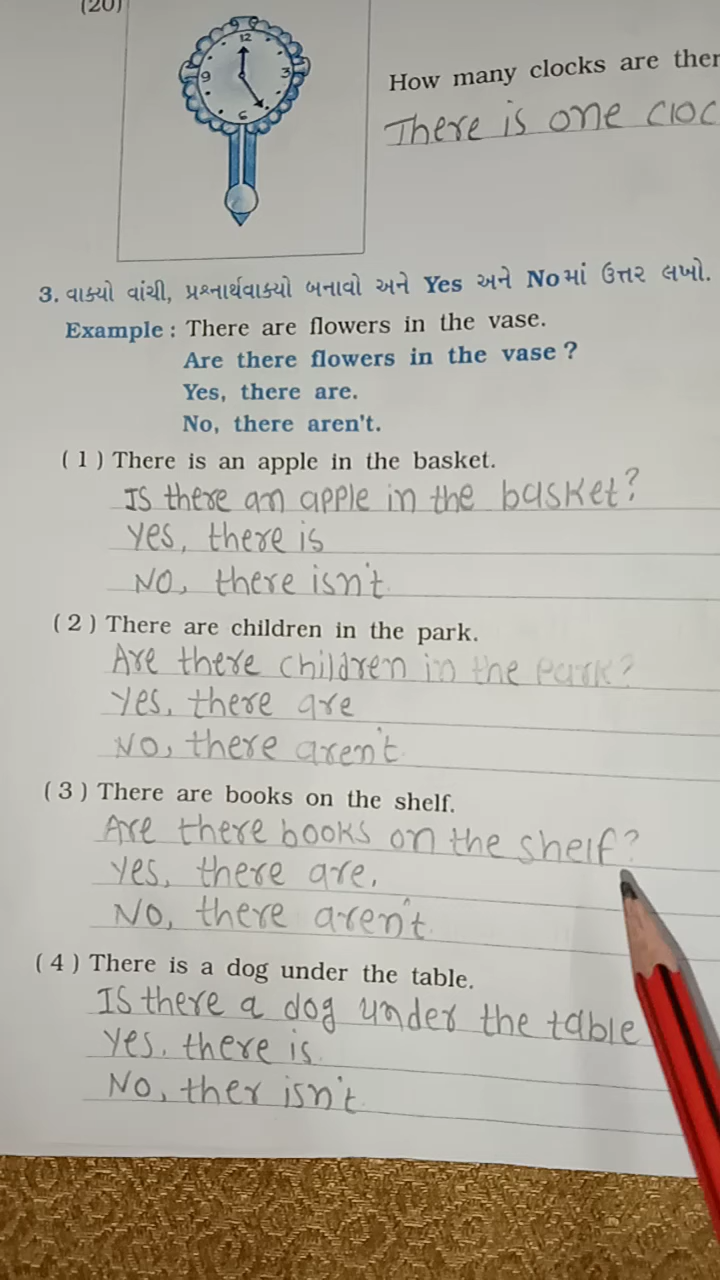 (20)
12
3
6
9
How many clocks are ther
There is one cloc
3. વાક્યો વાંચી, પ્રશ્નાર્થવાક્યો બનાવો અને Yes અને Noમાં ઉત્તર લખો.
Example : There are flowers in the vase.
Are there flowers in the vase ?
Yes, there are.
No, there aren't.
( 1 ) There is an apple in the basket.
Is there an apple in the basket?
Yes, there is
No, there isn't.
( 2 ) There are children in the park.
Are there children in the park?
Yes, there are
No, there aren't.
( 3 ) There are books on the shelf.
Are there books on the shelf?
Yes, there are.
No, there aren't.
( 4 ) There is a dog under the table.
Is there a dog under the table
Yes. there is.
No, ther isn't.